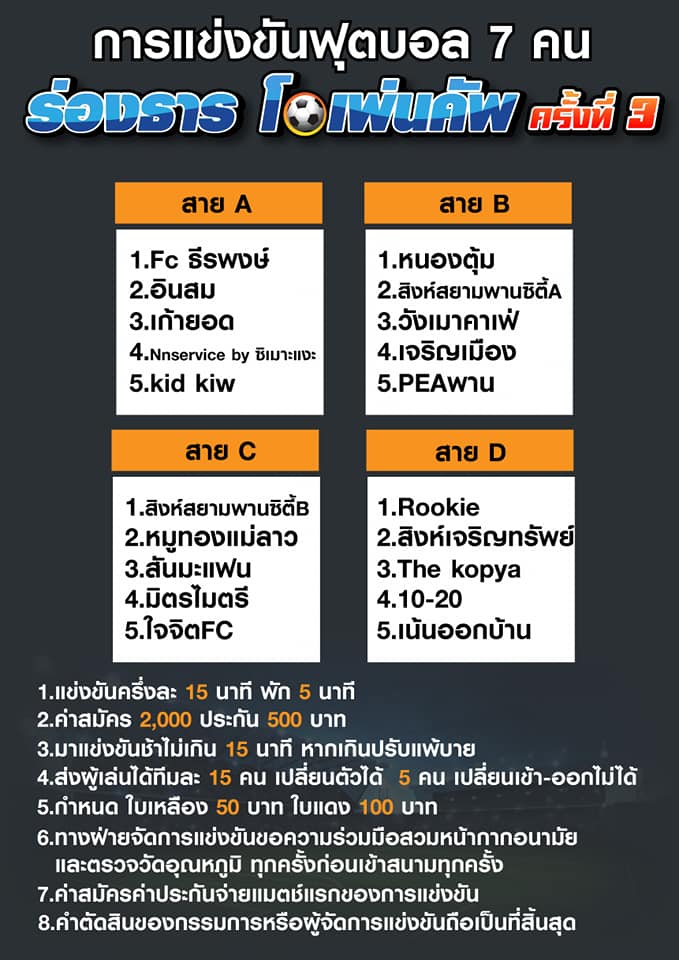 การแข่งขันฟุตบอล 7 คน
ร่องธาร โอเพ่นคัพ ครั้งที่ 3
สาย A
1.Fc ธีรพงษ์
2.อินสม
3.เก้ายอด
4.Nnservice by ชิเมาะแงะ
5.kid kiw
สาย B
1.หนองตุ้ม
2.สิงห์สยามพานซิตี้A
3.วังเมาคาเฟ่
4.เจริญเมือง
5.PEAพาน
สาย C
1.สิงห์สยามพานซิตี้B
2.หมูทองแม่ลาว
3.สันมะแฟน
4.มิตรไมตรี
5.ใจจิตFC
สาย D
1.Rookie
2.สิงห์เจริญทรัพย์
3.The kopya
4.10-20
5.เน้นออกบ้าน
1.แข่งขันครึ่งละ 15 นาที พัก 5 นาที
2.ค่าสมัคร 2,000 ประกัน 500 บาท
3.มาแข่งขันช้าไม่เกิน 15 นาที หากเกินปรับแพ้บาย
4.ส่งผู้เล่นได้ทีมละ 15 คน เปลี่ยนตัวได้ 5 คน เปลี่ยนเข้า-ออกไม่ได้
5.กำหนด ใบเหลือง 50 บาท ใบแดง 100 บาท
6.ทางฝ่ายจัดการแข่งขันขอความร่วมมือสวมหน้ากากอนามัย
และตรวจวัดอุณหภูมิ ทุกครั้งก่อนเข้าสนามทุกครั้ง
7.ค่าสมัครค่าประกันจ่ายแมตช์แรกของการแข่งขัน
8.คำตัดสินของกรรมการหรือผู้จัดการแข่งขันถือเป็นที่สิ้นสุด